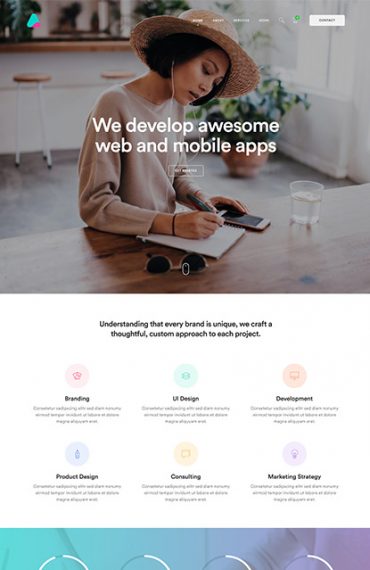 HOME ABOUT SERVICES WORK CONTACT
We develop awesome
web and mobile apps
GET STARTED
Understanding that every brand is unique, we craft a
thoughtful, custom approach to each project.
Branding UI Design Development
Consetetur sadipscing elitr sed diam nonumy Consetetur sadipscing elitr sed diam nonumy Consetetur sadipscing elitr sed diam nonumy
eirmod tempor invidunt ut labore et dolore eirmod tempor invidunt ut labore et dolore eirmod tempor invidunt ut labore et dolore
magna aliquyam erat. magna aliquyam erat. magna aliquyam erat.
Product Design Consulting Marketing Strategy
Consetetur sadipscing elitr sed diam nonumy Consetetur sadipscing elitr sed diam nonumy Consetetur sadipscing elitr sed diam nonumy
eirmod tempor invidunt ut labore et dolore eirmod tempor invidunt ut labore et dolore eirmod tempor invidunt ut labore et dolore
magna aliquyam erat. magna aliquyam erat. magna aliquyam erat.